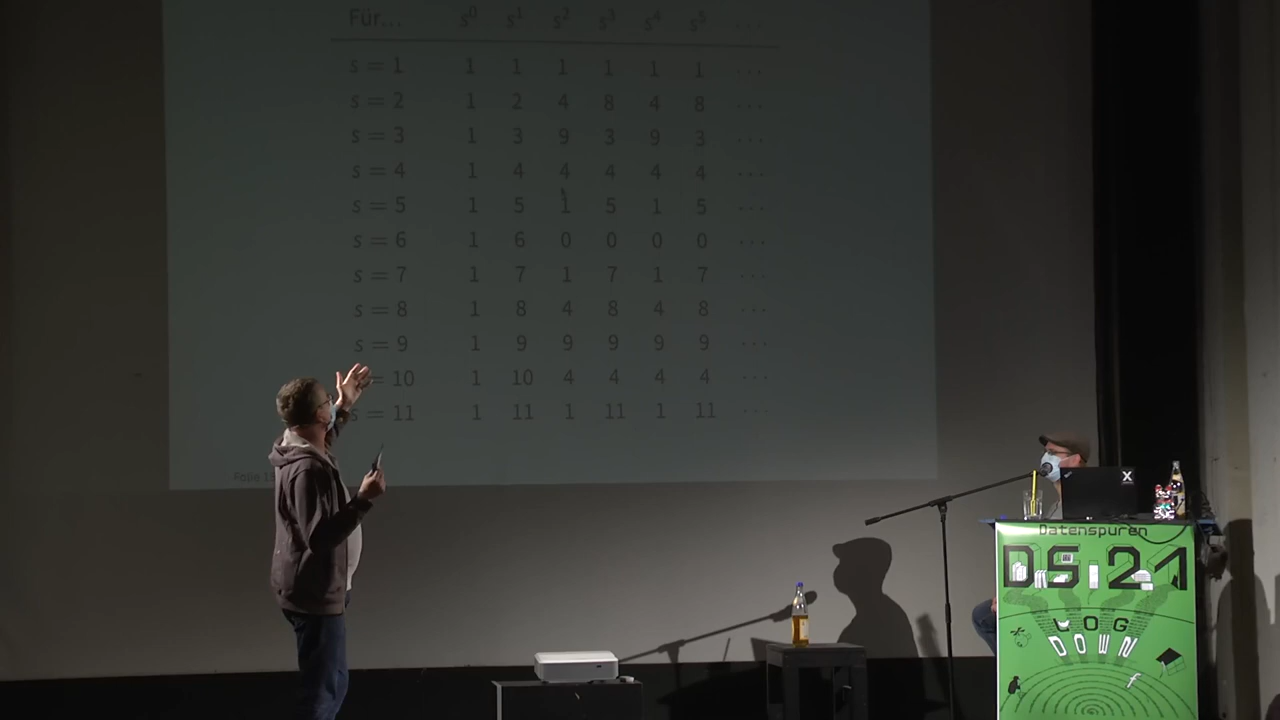 Für... s⁰ s¹ s² s³ s⁴ s⁵ ...
s = 1 1 1 1 1 1 1 ...
s = 2 1 2 4 8 4 8 ...
s = 3 1 3 9 3 9 3 ...
s = 4 1 4 4 4 4 4 ...
s = 5 1 5 1 5 1 5 ...
s = 6 1 6 0 0 0 0 ...
s = 7 1 7 1 7 1 7 ...
s = 8 1 8 4 8 4 8 ...
s = 9 1 9 9 9 9 9 ...
= 10 1 10 4 4 4 4 ...
s = 11 1 11 1 11 1 11 ...
Folie
X
Datenspuren
DS 21
LOG
DOWN